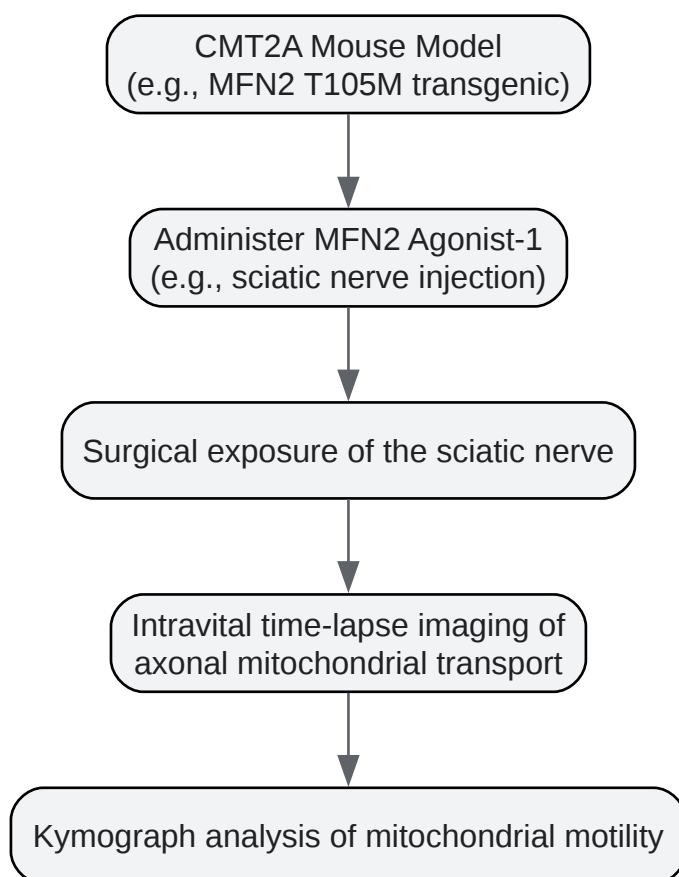 CMT2A Mouse Model
(e.g., MFN2 T105M transgenic)
Administer MFN2 Agonist-1
(e.g., sciatic nerve injection)
Surgical exposure of the sciatic nerve
Intravital time-lapse imaging of
axonal mitochondrial transport
Kymograph analysis of mitochondrial motility